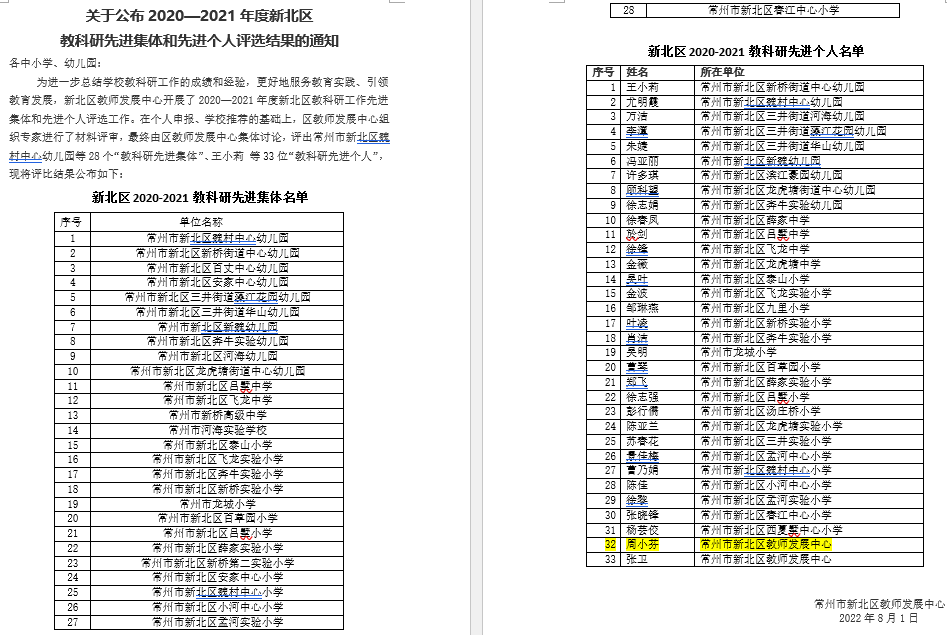 关于公布 2020—2021 年度新北区
教科研先进集体和先进个人评选结果的通知
各中小学、幼儿园：
为进一步总结学校教科研工作的成绩和经验，更好地服务教育实践、引领
教育发展，新北区教师发展中心开展了 2020—2021 年度新北区教科研工作先进
集体和先进个人评选工作。在个人申报、学校推荐的基础上，区教师发展中心组
织专家进行了材料评审，最终由区教师发展中心集体讨论，评出常州市新北区魏
村中心幼儿园等 28 个“教科研先进集体”、王小莉 等 33 位“教科研先进个人”，
现将评比结果公布如下：
新北区 2020-2021 教科研先进集体名单
序号 单位名称
1 常州市新北区魏村中心幼儿园
2 常州市新北区新桥街道中心幼儿园
3 常州市新北区百丈中心幼儿园
4 常州市新北区安家中心幼儿园
5 常州市新北区三井街道藻江花园幼儿园
6 常州市新北区三井街道华山幼儿园
7 常州市新北区新魏幼儿园
8 常州市新北区奔牛实验幼儿园
9 常州市新北区河海幼儿园
10 常州市新北区龙虎塘街道中心幼儿园
11 常州市新北区吕墅中学
12 常州市新北区飞龙中学
13 常州市新桥高级中学
14 常州市河海实验学校
15 常州市新北区泰山小学
16 常州市新北区飞龙实验小学
17 常州市新北区奔牛实验小学
18 常州市新北区新桥实验小学
19 常州市龙城小学
20 常州市新北区百草园小学
21 常州市新北区吕墅小学
22 常州市新北区薛家实验小学
23 常州市新北区新桥第二实验小学
24 常州市新北区安家中心小学
25 常州市新北区魏村中心小学
26 常州市新北区小河中心小学
27 常州市新北区孟河实验小学
28 常州市新北区春江中心小学
新北区 2020-2021 教科研先进个人名单
序号 姓名 所在单位
1 王小莉 常州市新北区新桥街道中心幼儿园
2 尤明霞 常州市新北区魏村中心幼儿园
3 万洁 常州市新北区三井街道河海幼儿园
4 李潭 常州市新北区三井街道藻江花园幼儿园
5 朱婕 常州市新北区三井街道华山幼儿园
6 冯亚丽 常州市新北区新魏幼儿园
7 许多琪 常州市新北区滨江豪园幼儿园
8 顾科望 常州市新北区龙虎塘街道中心幼儿园
9 徐志娟 常州市新北区奔牛实验幼儿园
10 徐春凤 常州市新北区薛家中学
11 於剑 常州市新北区吕墅中学
12 徐锋 常州市新北区飞龙中学
13 金薇 常州市新北区龙虎塘中学
14 吴叶 常州市新北区泰山小学
15 金波 常州市新北区飞龙实验小学
16 邹琳燕 常州市新北区九里小学
17 叶凌 常州市新北区新桥实验小学
18 肖洁 常州市新北区奔牛实验小学
19 吴明 常州市龙城小学
20 曹琴 常州市新北区百草园小学
21 郑飞 常州市新北区薛家实验小学
22 徐志强 常州市新北区吕墅小学
23 彭行儒 常州市新北区汤庄桥小学
24 陈亚兰 常州市新北区龙虎塘实验小学
25 苏春花 常州市新北区三井实验小学
26 景佳梅 常州市新北区孟河中心小学
27 曹乃娟 常州市新北区魏村中心小学
28 陈佳 常州市新北区小河中心小学
29 徐黎 常州市新北区孟河实验小学
30 张晓锋 常州市新北区春江中心小学
31 杨芸佼 常州市新北区西夏墅中心小学
32 周小芬 常州市新北区教师发展中心
33 张卫 常州市新北区教师发展中心
常州市新北区教师发展中心
2022 年 8 月 1 日